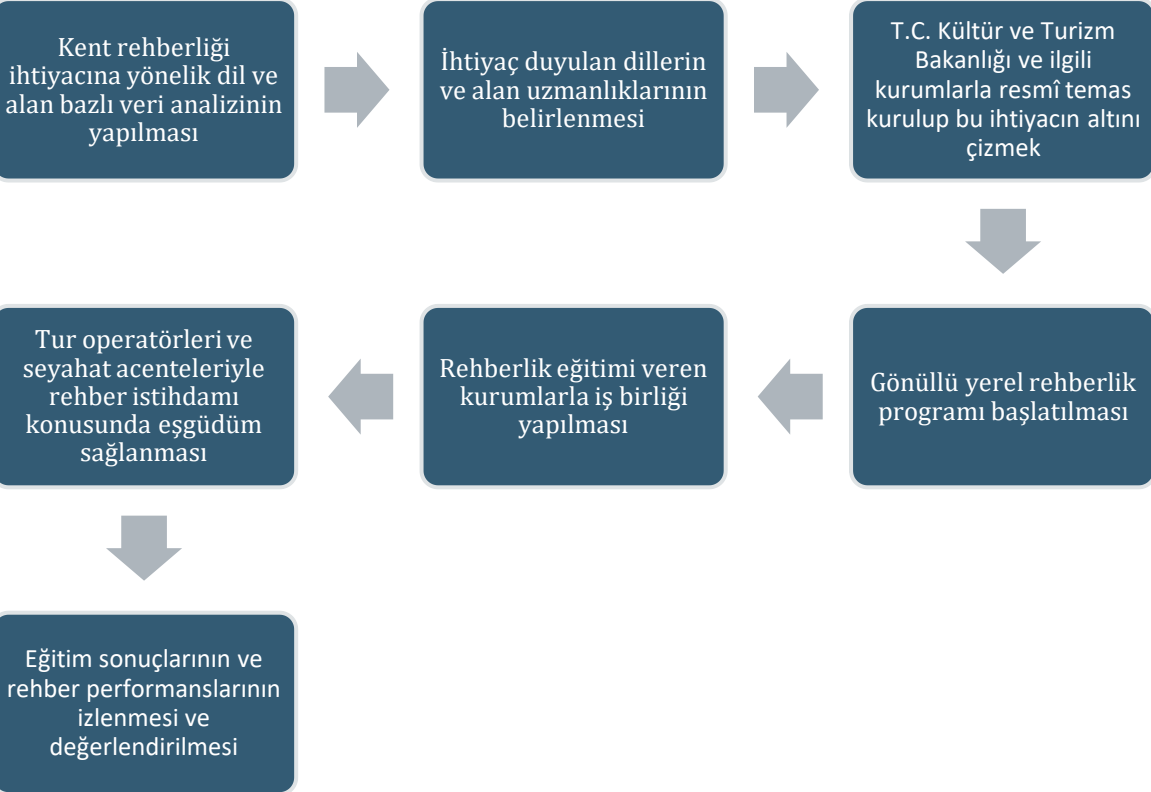 Kent rehberliği
ihtiyacına yönelik dil ve
alan bazlı veri analizinin
yapılması
İhtiyaç duyulan dillerin
ve alan uzmanlıklarının
belirlenmesi
T.C. Kültür ve Turizm
Bakanlığı ve ilgili
kurumlarla resmî temas
kurulup bu ihtiyacın altını
çizmek
Gönüllü yerel rehberlik
programı başlatılması
Rehberlik eğitimi veren
kurumlarla iş birliği
yapılması
Tur operatörleri ve
seyahat acenteleriyle
rehber istihdamı
konusunda eşgüdüm
sağlanması
Eğitim sonuçlarının ve
rehber performanslarının
izlenmesi ve
değerlendirilmesi